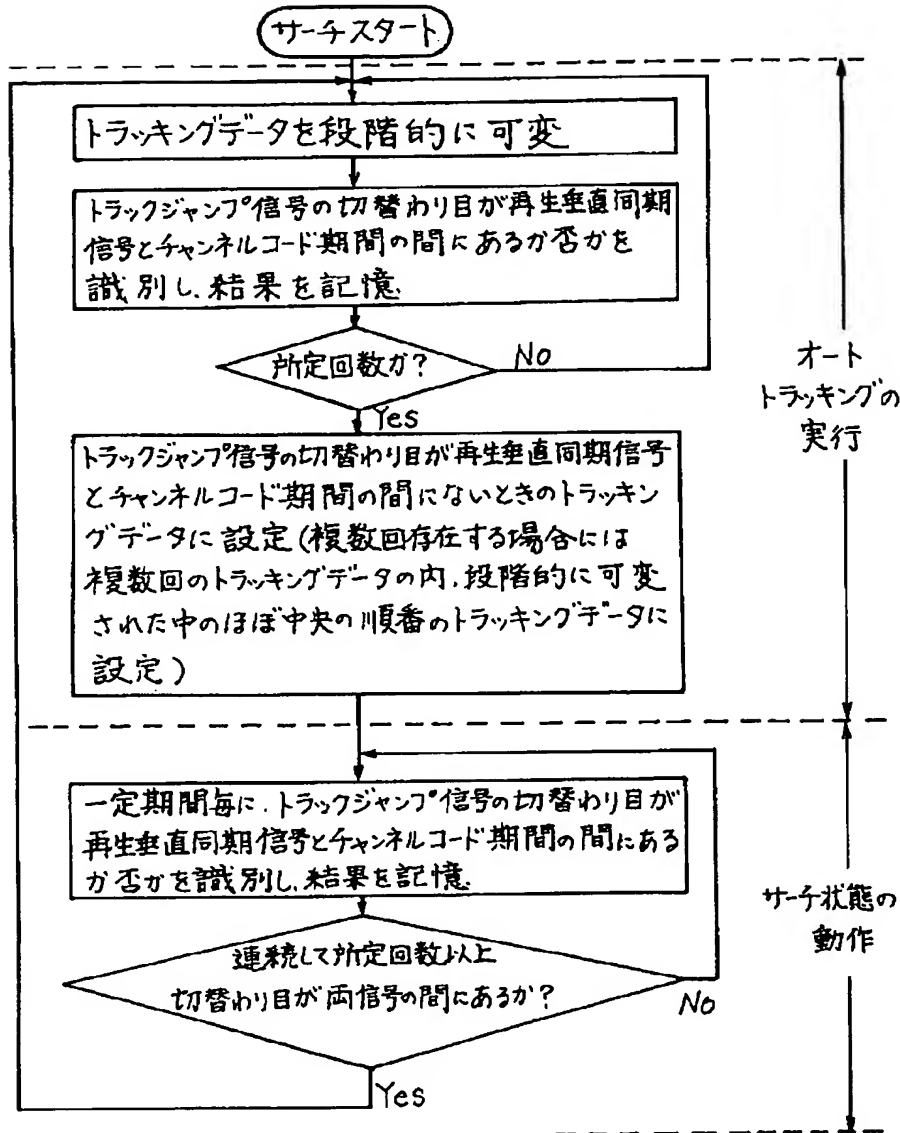 サーチスタート
トラッキングデータを段階的に可変
トラックジャンプ信号の切替わり目が再生垂直同期
信号とチャンネルコード期間の間にあるか否かを
識別し、結果を記憶.
所定回数か?
No
Yes
トラックジャンプ信号の切替わり目が再生垂直同期信号
とチャンネルコード期間の間にないときのトラッキン
グデータに設定(複数回存在する場合には
複数回のトラッキングデータの内、段階的に可変
された中のほぼ中央の順番のトラッキングデータに
設定)
オート
トラッキングの
実行
一定期間毎に、トラックジャンプ信号の切替わり目が
再生垂直同期信号とチャンネルコード期間の間にある
か否かを識別し、結果を記憶.
連続して所定回数以上
切替わり目が両信号の間にあるか?
No
Yes
サーチ状態の
動作